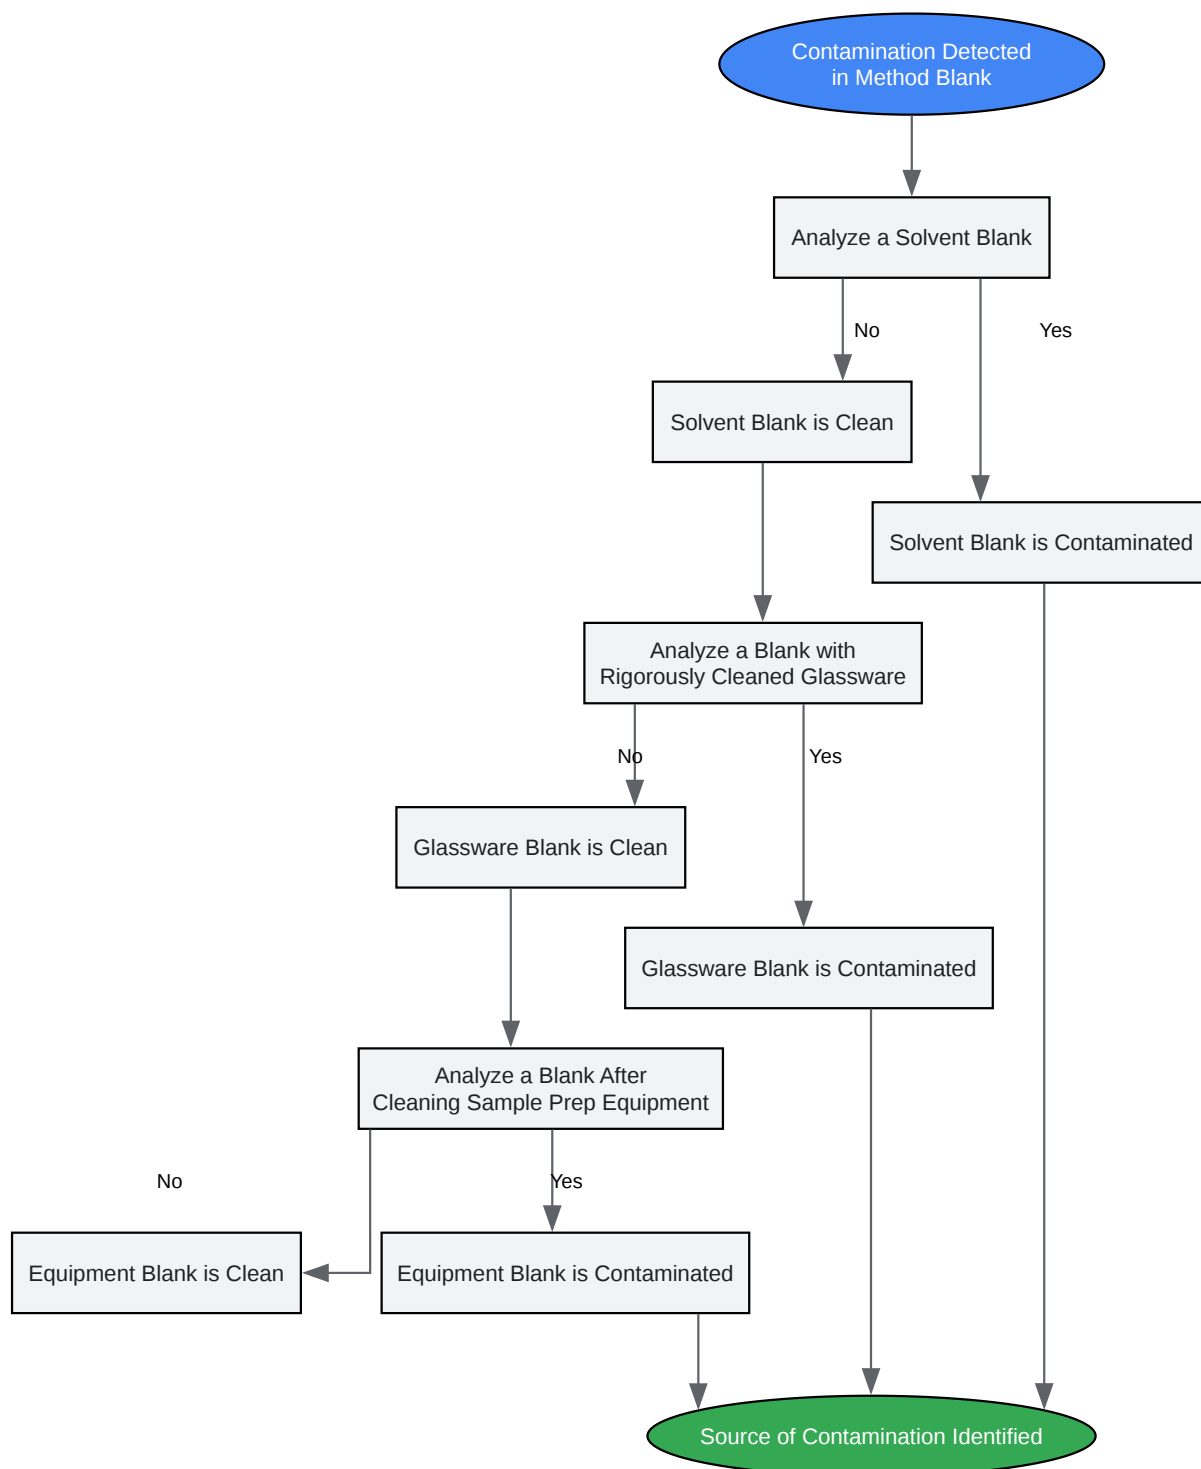 Contamination Detected
in Method Blank
Analyze a Solvent Blank
No
Yes
Solvent Blank is Clean
Solvent Blank is Contaminated
Analyze a Blank with
Rigorously Cleaned Glassware
No
Yes
Glassware Blank is Clean
Glassware Blank is Contaminated
Analyze a Blank After
Cleaning Sample Prep Equipment
No
Yes
Equipment Blank is Clean
Equipment Blank is Contaminated
Source of Contamination Identified